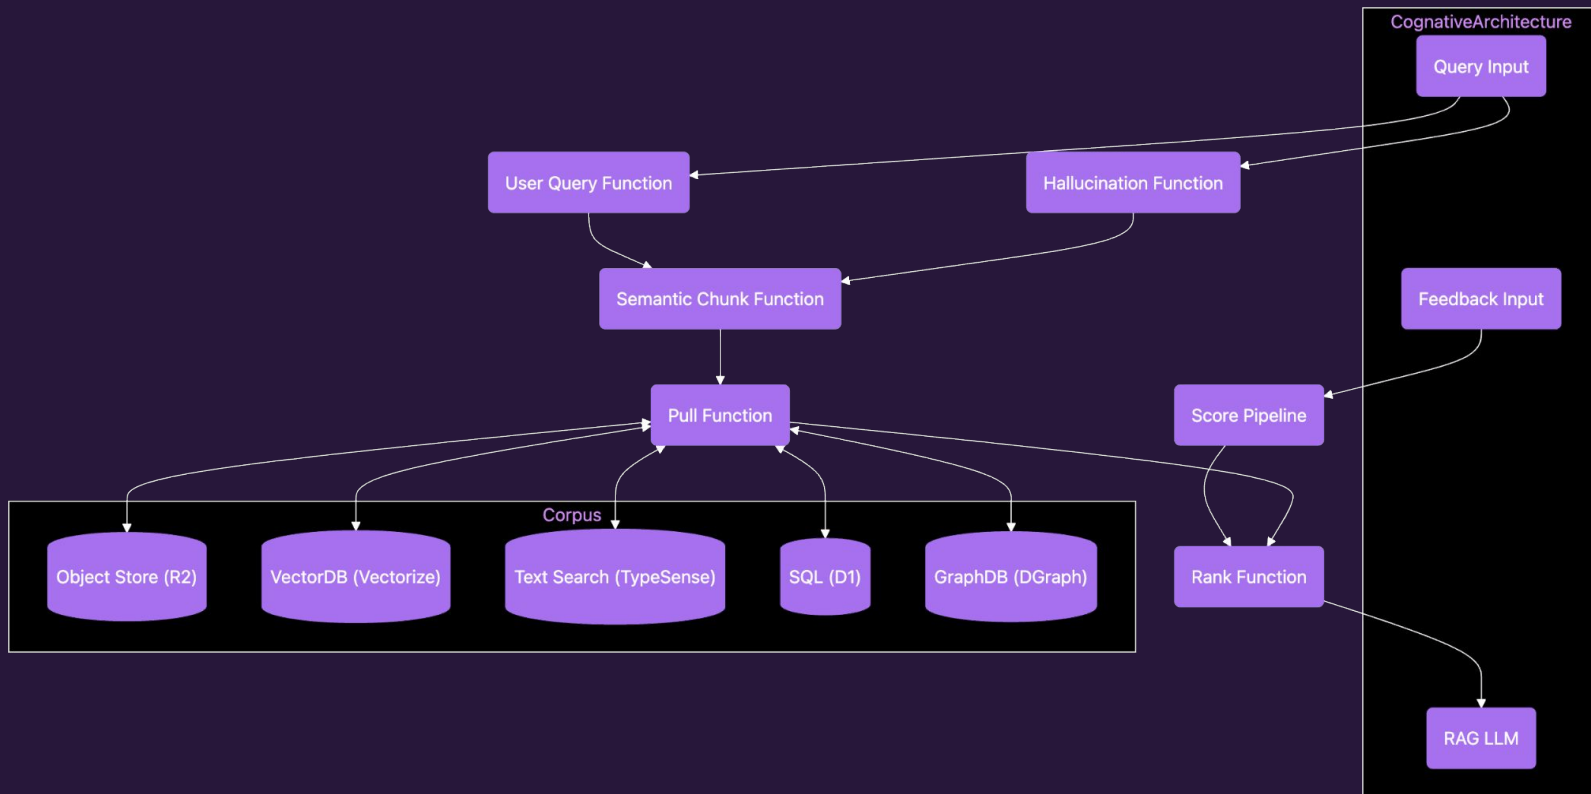 CognativeArchitecture
Query Input
User Query Function
Hallucination Function
Semantic Chunk Function
Feedback Input
Pull Function
Score Pipeline
Corpus
Object Store (R2)
VectorDB (Vectorize)
Text Search (TypeSense)
SQL (D1)
GraphDB (DGraph)
Rank Function
RAG LLM